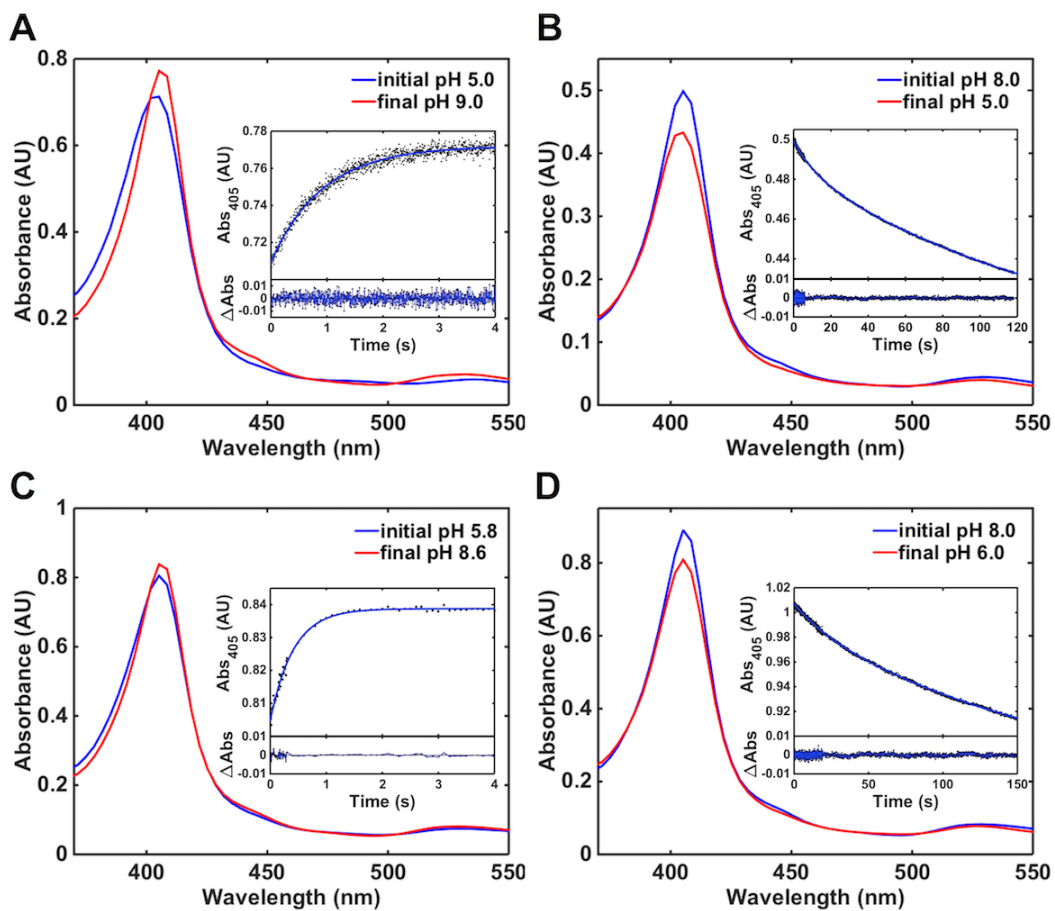 A
B
0.8
0.6
0.4
0.2
0
Absorbance (AU)
400
450
500
550
Wavelength (nm)
initial pH 5.0
final pH 9.0
0.78
0.76
0.74
0.72
Abs405 (AU)
0.01
0
-0.01
△Abs
0
1
2
3
4
Time (s)
0.5
0.4
0.3
0.2
0.1
0
Absorbance (AU)
400
450
500
550
Wavelength (nm)
initial pH 8.0
final pH 5.0
0.5
0.48
0.46
0.44
Abs405 (AU)
0.01
0
-0.01
△Abs
0
20
40
60
80
100
120
Time (s)
C
D
1
0.8
0.6
0.4
0.2
0
Absorbance (AU)
400
450
500
550
Wavelength (nm)
initial pH 5.8
final pH 8.6
0.84
0.83
0.82
0.81
Abs405 (AU)
0.01
0
-0.01
△Abs
0
1
2
3
4
Time (s)
0.8
0.6
0.4
0.2
0
Absorbance (AU)
400
450
500
550
Wavelength (nm)
initial pH 8.0
final pH 6.0
1.02
1
0.98
0.96
0.94
0.92
Abs405 (AU)
0.01
0
-0.01
△Abs
0
50
100
150
Time (s)